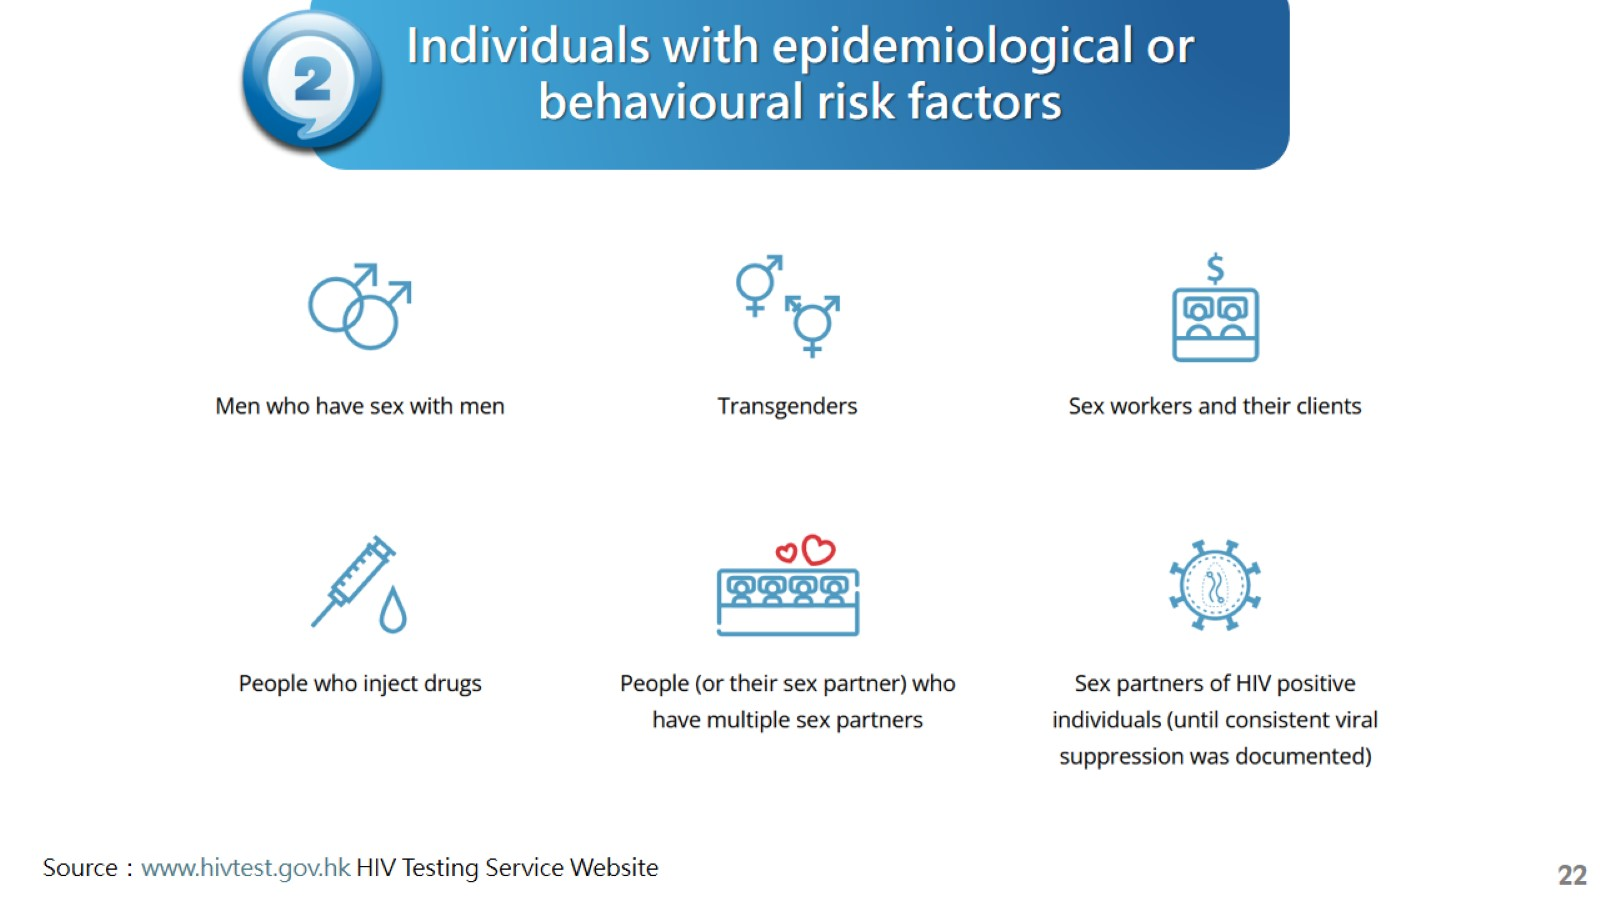 2
Individuals with epidemiological or
behavioural risk factors
$
Men who have sex with men
Transgenders
Sex workers and their clients
People who inject drugs
People (or their sex partner) who
have multiple sex partners
Sex partners of HIV positive
individuals (until consistent viral
suppression was documented)
Source：www.hivtest.gov.hk HIV Testing Service Website
22